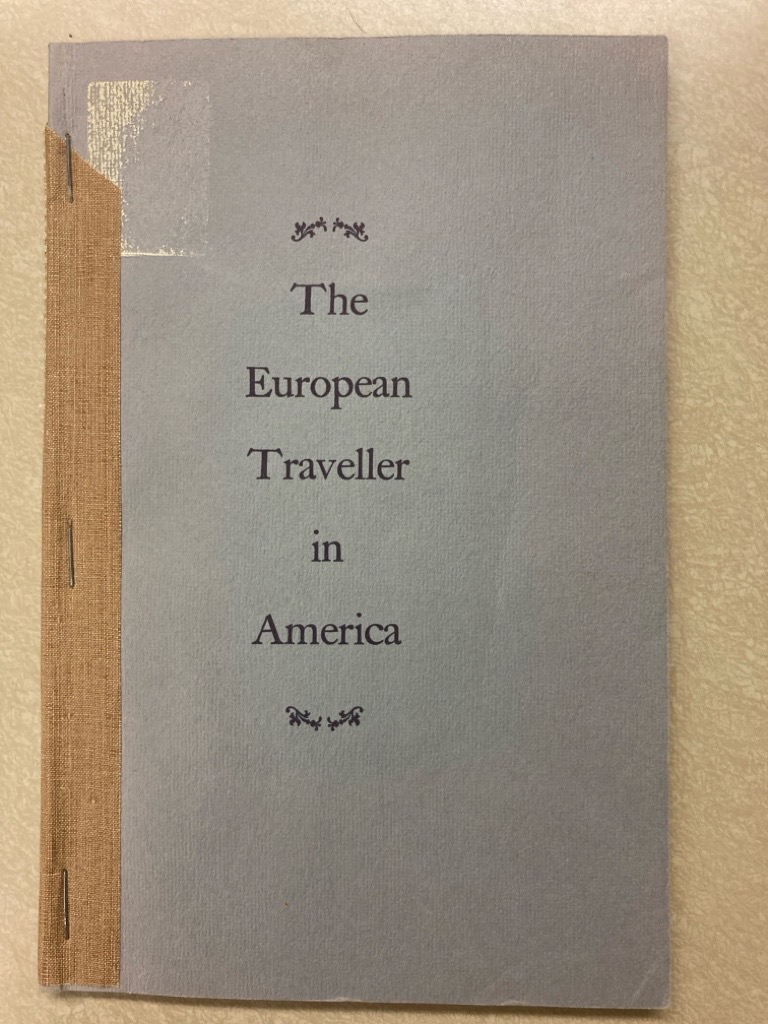 The
European
Traveller
in
America